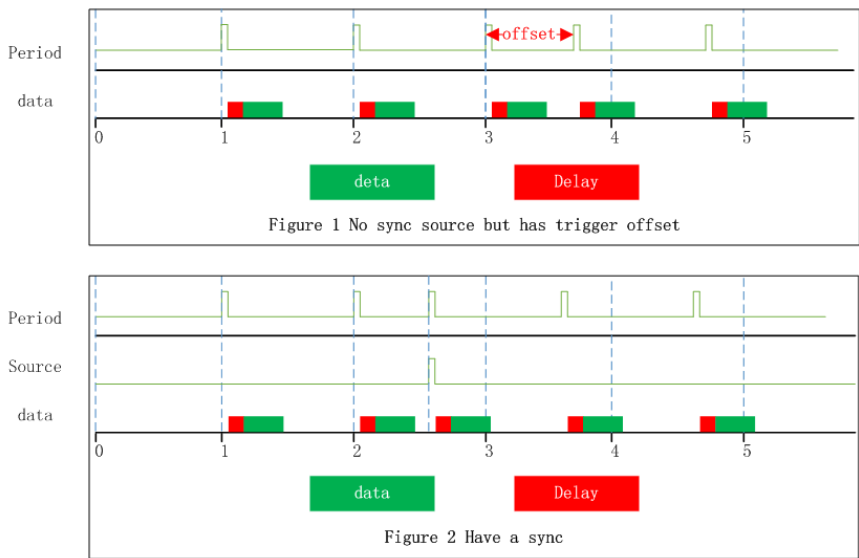 Period
offset
data
0 1 2 3 4 5
deta Delay
Figure 1 No sync source but has trigger offset
Period
Source
data
0 1 2 3 4 5
data Delay
Figure 2 Have a sync